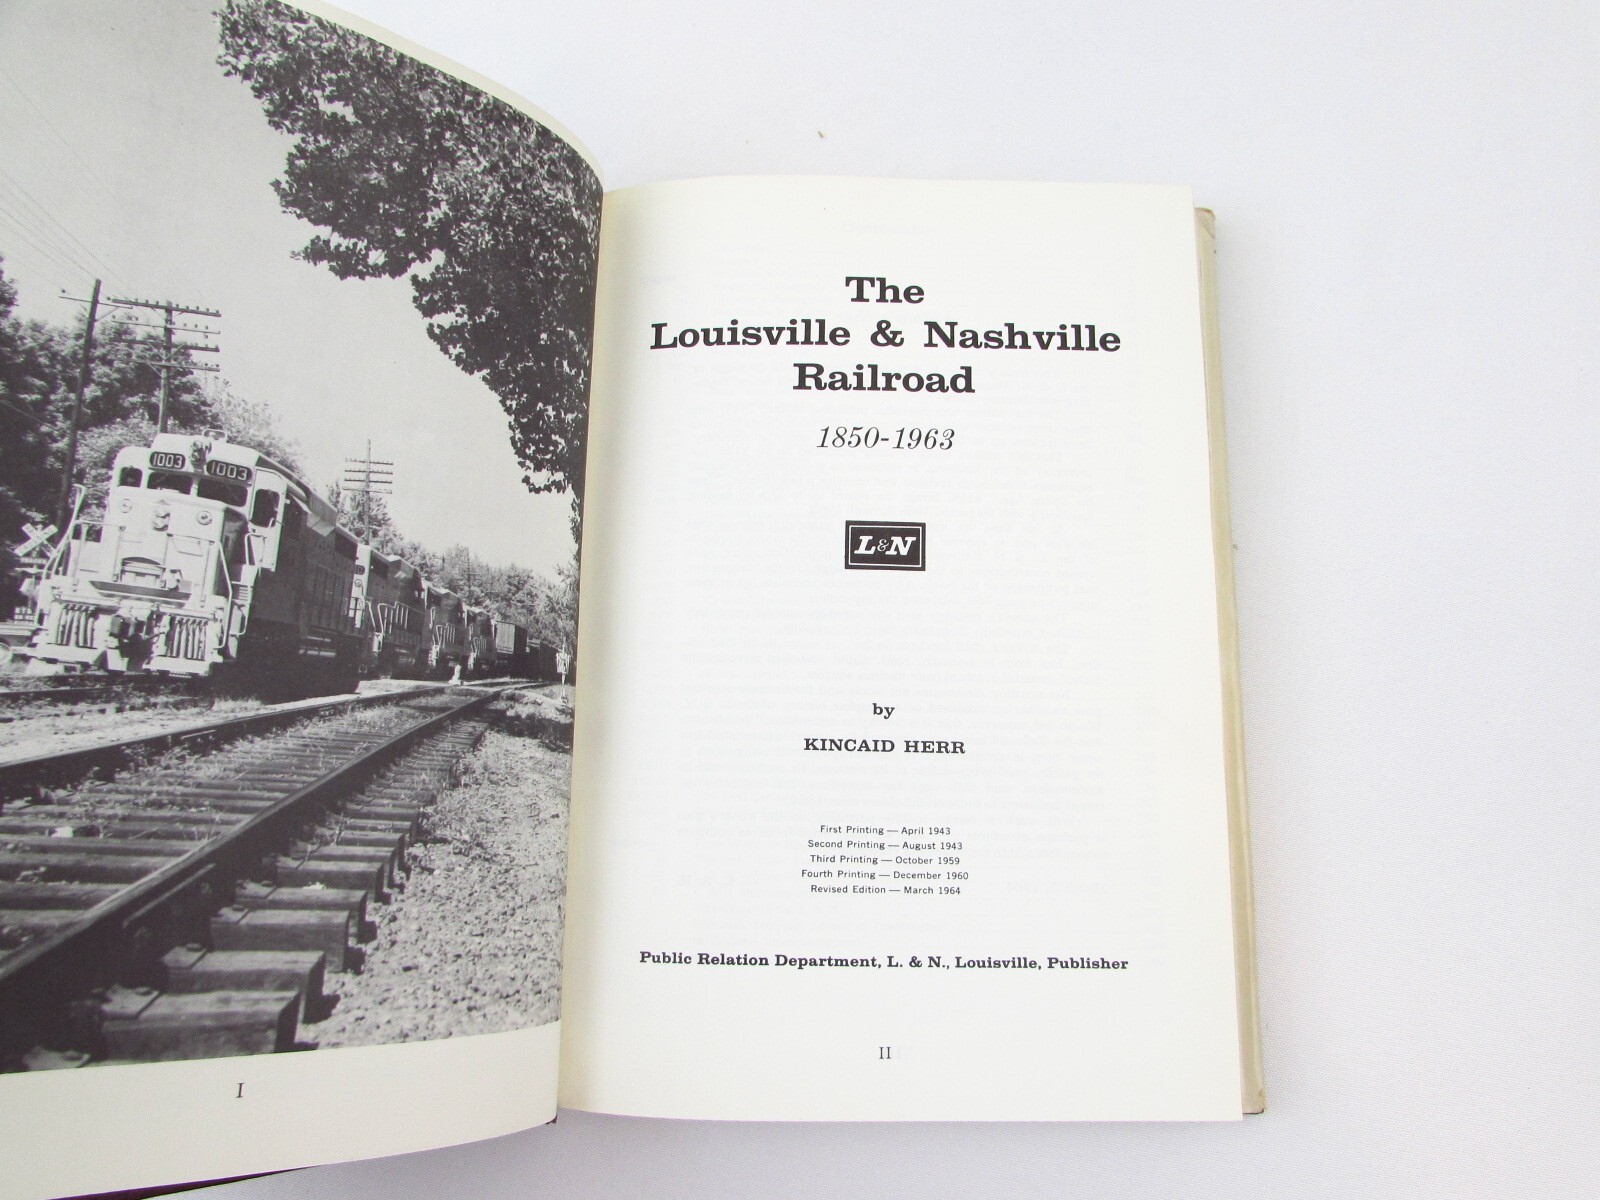 1003
1003
I
The
Louisville & Nashville
Railroad
1850-1963
L&N
by
KINCAID HERR
First Printing — April 1943
Second Printing — August 1943
Third Printing — October 1959
Fourth Printing — December 1960
Revised Edition — March 1964
Public Relation Department, L. & N., Louisville, Publisher
II